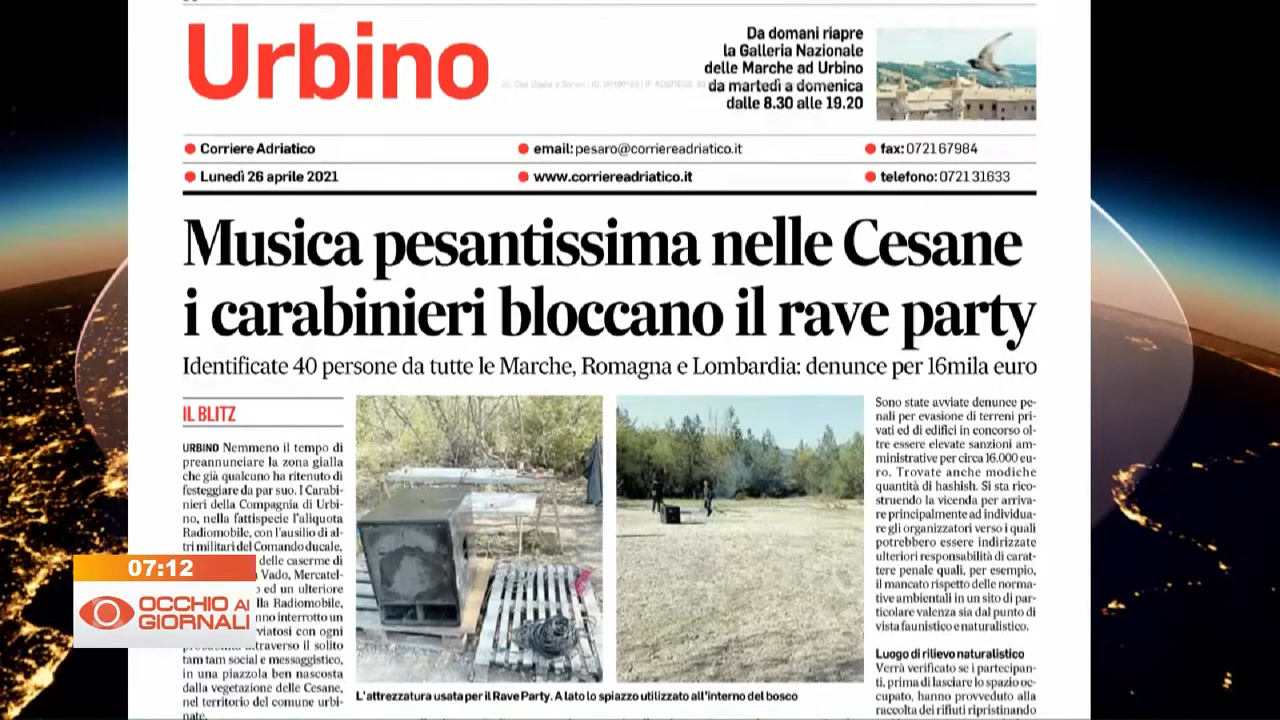 Urbino
Da domani riapre
la Galleria Nazionale
delle Marche ad Urbino
da martedì a domenica
dalle 8.30 alle 19.20
Corriere Adriatico
email: pesaro@corriereadriatico.it
fax: 0721 67984
Lunedì 26 aprile 2021
www.corriereadriatico.it
telefono: 0721 31633
Musica pesantissima nelle Cesane
i carabinieri bloccano il rave party
Identificate 40 persone da tutte le Marche, Romagna e Lombardia: denunce per 16mila euro
IL BLITZ
URBINO Nemmeno il tempo di
preannunciare la zona gialla
che già qualcuno ha ritenuto di
festeggiare da par suo. I Carabi-
nieri della Compagnia di Urbi-
no, nella fattispecie l'aliquota
Radiomobile, con l'ausilio di al-
tri militari del Comando ducale,
delle caserme di
Vado, Mercatel-
ed un ulteriore
Radiomobile,
interrotto un
con ogni
attraverso il solito
tam tam social e messaggistico,
in una piazzola ben nascosta
dalla vegetazione delle Cesane,
nel territorio del comune urbi-
nate.
L'attrezzatura usata per il Rave Party. A lato lo spiazzo utilizzato all'interno del bosco
Sono state avviate denunce pe-
nali per evasione di terreni pri-
vati ed di edifici in concorso ol-
tre essere elevate sanzioni am-
ministrative per circa 16.000 eu-
ro. Trovate anche modiche
quantità di hashish. Si sta rico-
struendo la vicenda per arriva-
re principalmente ad individua-
re gli organizzatori verso i quali
potrebbero essere indirizzate
ulteriori responsabilità di carat-
tere penale quali, per esempio,
il mancato rispetto delle norma-
tive ambientali in un sito di par-
ticolare valenza sia dal punto di
vista faunistico e naturalistico.
Luogo di rilievo naturalistico
Verrà verificato se i partecipan-
ti, prima di lasciare lo spazio oc-
cupato, hanno provveduto alla
raccolta dei rifiuti ripristinando
07:12
OCCHIO AI
GIORNALI